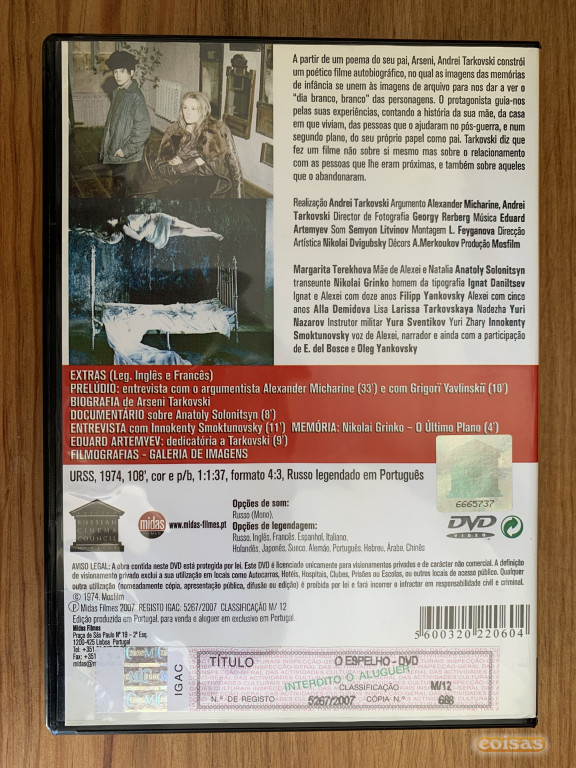 A partir de um poema do seu pai, Arseni, Andrei Tarkovski constrói
um poético filme autobiográfico, no qual as imagens das memórias
de infância se unem às imagens de arquivo para nos dar a ver o
"dia branco, branco" das personagens. O protagonista guia-nos
pelas suas experiências, contando a história da sua mãe, da casa
em que viviam, das pessoas que o ajudaram no pós-guerra, e num
segundo plano, do seu próprio papel como pai. Tarkovski diz que
fez um filme não sobre si mesmo mas sobre o relacionamento
com as pessoas que lhe eram próximas, e também sobre aqueles
que o abandonaram.
Realização Andrei Tarkovski Argumento Alexander Micharine, Andrei
Tarkovski Director de Fotografia Georgy Rerberg Música Eduard
Artemyev Som Semyon Litvinov Montagem L. Feyganova Direcção
Artística Nikolai Dvigubsky Décors A.Merkoukov Produção Mosfilm
Margarita Terekhova Mãe de Alexei e Natalia Anatoly Solonitsyn
transeunte Nikolai Grinko homem da tipografia Ignat Daniltsev
Ignat e Alexei com doze anos Filipp Yankovsky Alexei com cinco
anos Alla Demidova Lisa Larissa Tarkovskaya Nadezha Yuri
Nazarov Instrutor militar Yura Sventikov Yuri Zhary Innokenty
Smoktunovsky voz de Alexei, narrador e ainda com a participação
de E. del Bosce e Oleg Yankovsky
EXTRAS (Leg. Inglês e Francês)
PRELÚDIO: entrevista com o argumentista Alexander Micharine (33') e com Grigorï Yavlinskiï (10')
BIOGRAFIA de Arseni Tarkovski
DOCUMENTÁRIO sobre Anatoly Solonitsyn (8')
ENTREVISTA com Innokenty Smoktunovsky (11') MEMÓRIA: Nikolai Grinko – O Último Plano (4')
EDUARD ARTEMYEV: dedicatória a Tarkovski (9')
FILMOGRAFIAS - GALERIA DE IMAGENS
URSS, 1974, 108', cor e p/b, 1:1:37, formato 4:3, Russo legendado em Português
6665737
RUSSIAN
CINEMA
COUNCIL
midas
FILMES
www.midas-filmes.pt
Opções de som:
Russo (Mono),
Opções de legendagem:
Russo, Inglês, Francês, Espanhol, Italiano,
Holandês, Japonês, Sueco, Alemão, Português, Hebreu, Árabe, Chinês
DVD
VIDEO
AVISO LEGAL: A obra contida neste DVD está protegida por lei. Este DVD é licenciado unicamente para visionamentos privados e de carácter não comercial. A definição
de visionamento privado exclui a sua utilização em locais como Autocarros, Hotéis, Hospitais, Clubes, Prisões ou Escolas, ou outros locais de acesso público. Qualquer
outra utilização (nomeadamente cópia, apresentação pública, difusão ou edição) é proibida por lei e fará incorrer o infractor em responsabilidade civil e criminal.
© 1974. Mosfilm
Ⓟ Midas Filmes 2007 REGISTO IGAC: 5267/2007 CLASSIFICAÇÃO M/ 12
Edição produzida em Portugal, para venda e aluguer em exclusivo em Portugal.
Midas Filmes
Praça de São Paulo Nº 19 – 2º Esq.
1200-425 Lisboa Portugal
Tel: +351
Fax: +351
midas@m
5 600320 220604
IGAC
TÍTULO O ESPELHO - DVD
INTERDITO O ALUGUER
CLASSIFICAÇÃO M/12
N.º DE REGISTO 5267/2007 CÓPIA N.º 688
coisas